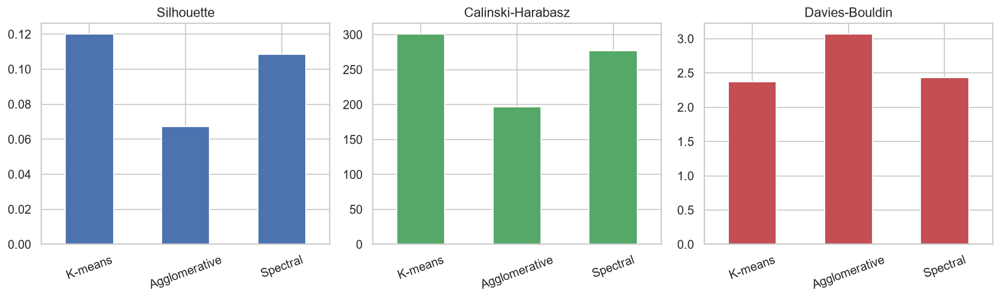 Silhouette
0.12
0.10
0.08
0.06
0.04
0.02
0.00
K-means
Agglomerative
Spectral
Calinski-Harabasz
300
250
200
150
100
50
0
K-means
Agglomerative
Spectral
Davies-Bouldin
3.0
2.5
2.0
1.5
1.0
0.5
0.0
K-means
Agglomerative
Spectral